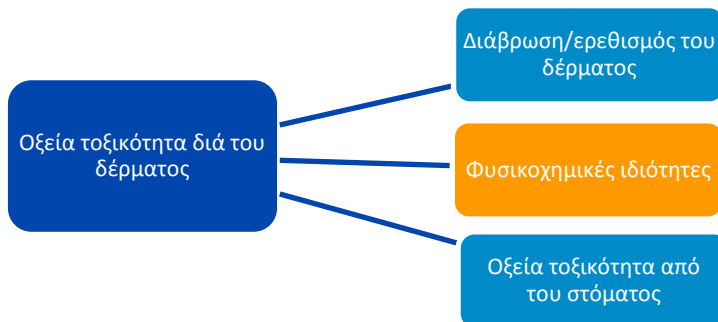 Οξεία τοξικότητα διά του
δέρματος
Διάβρωση/ερεθισμός του
δέρματος
Φυσικοχημικές ιδιότητες
Οξεία τοξικότητα από
του στόματος